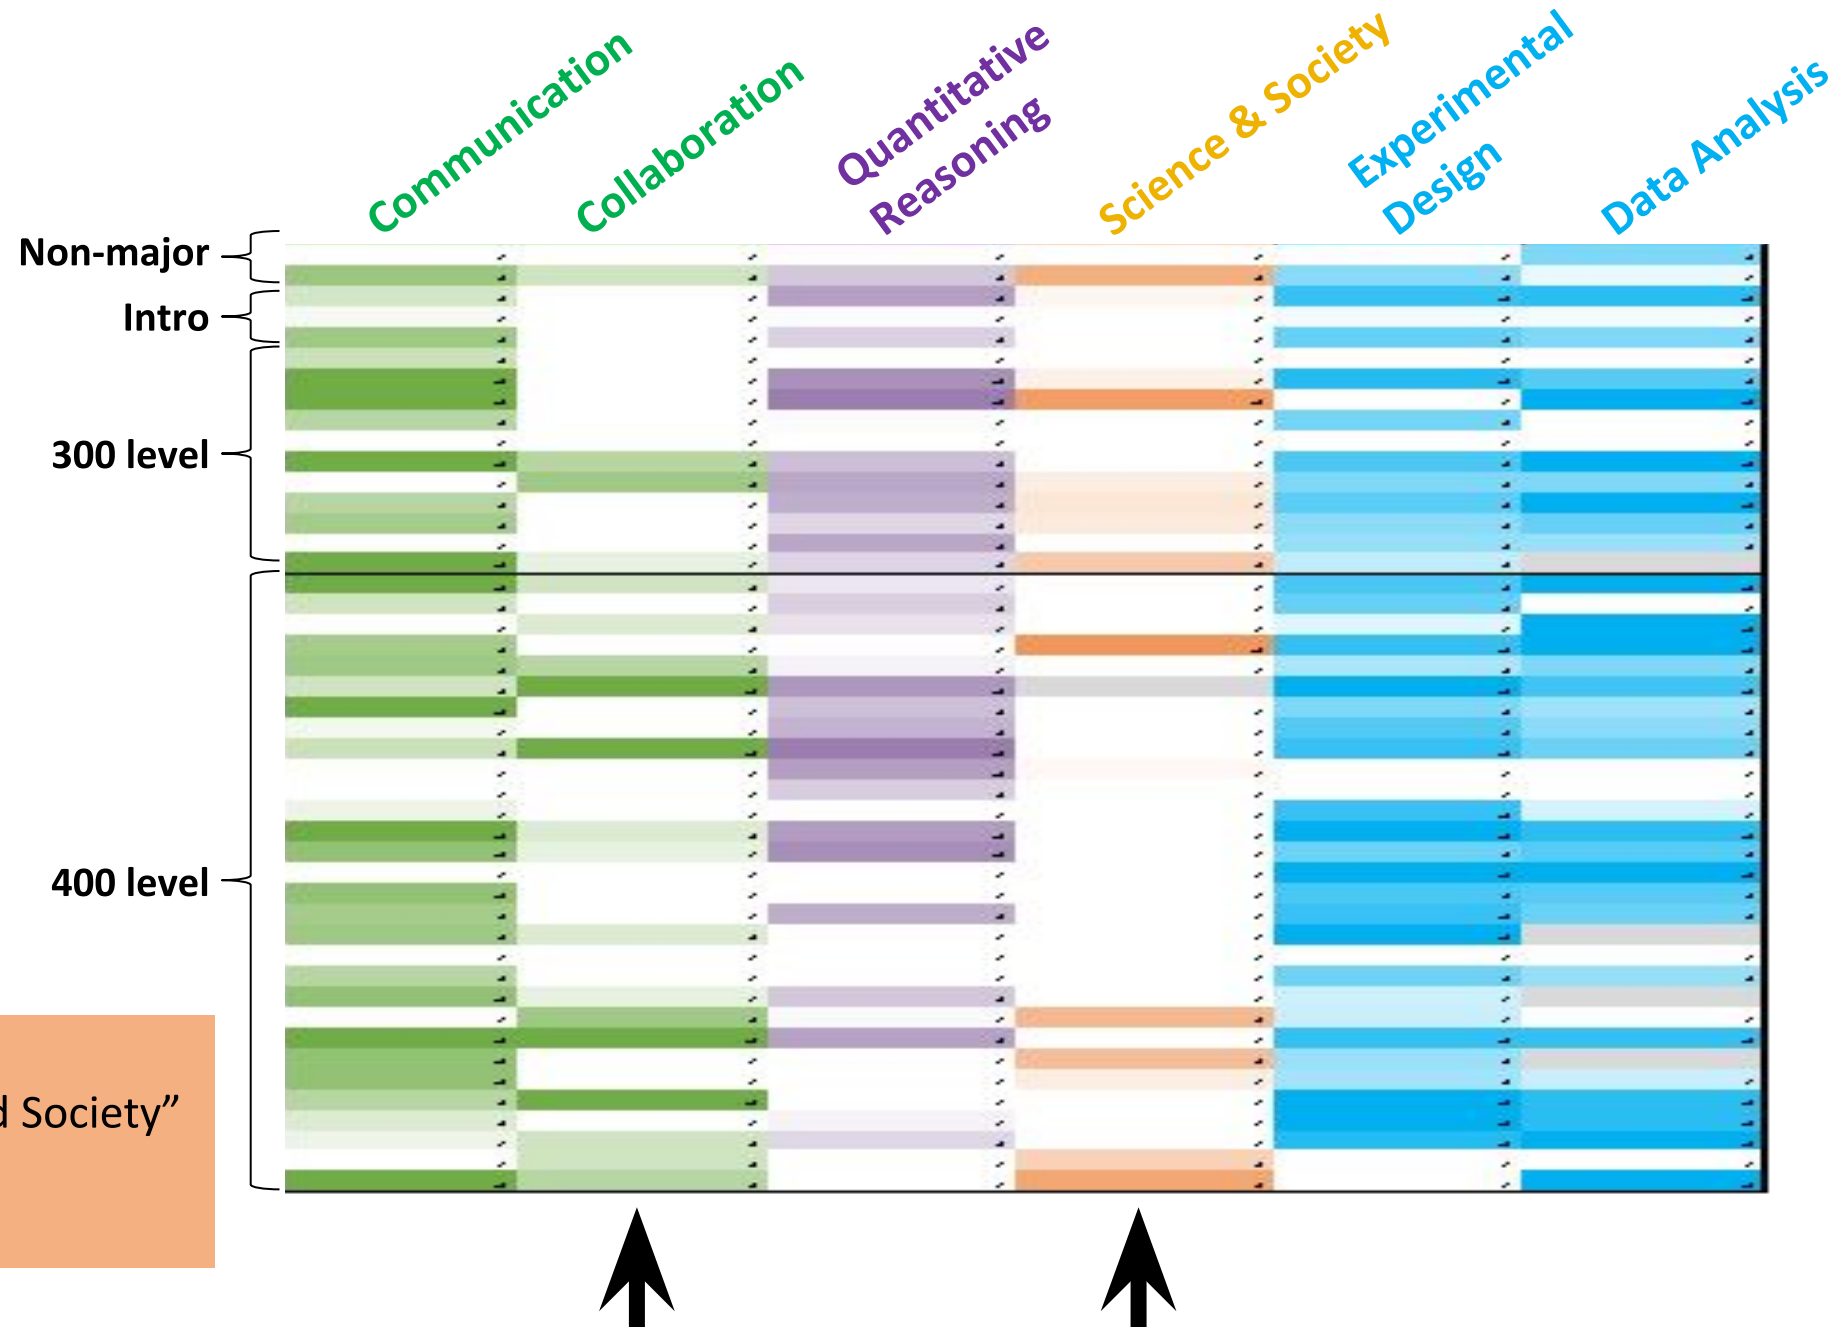 Communication
Collaboration
Quantitative
Reasoning
Science & Society
Experimental
Design
Data Analysis
Non-major
Intro
300 level
400 level
Society”